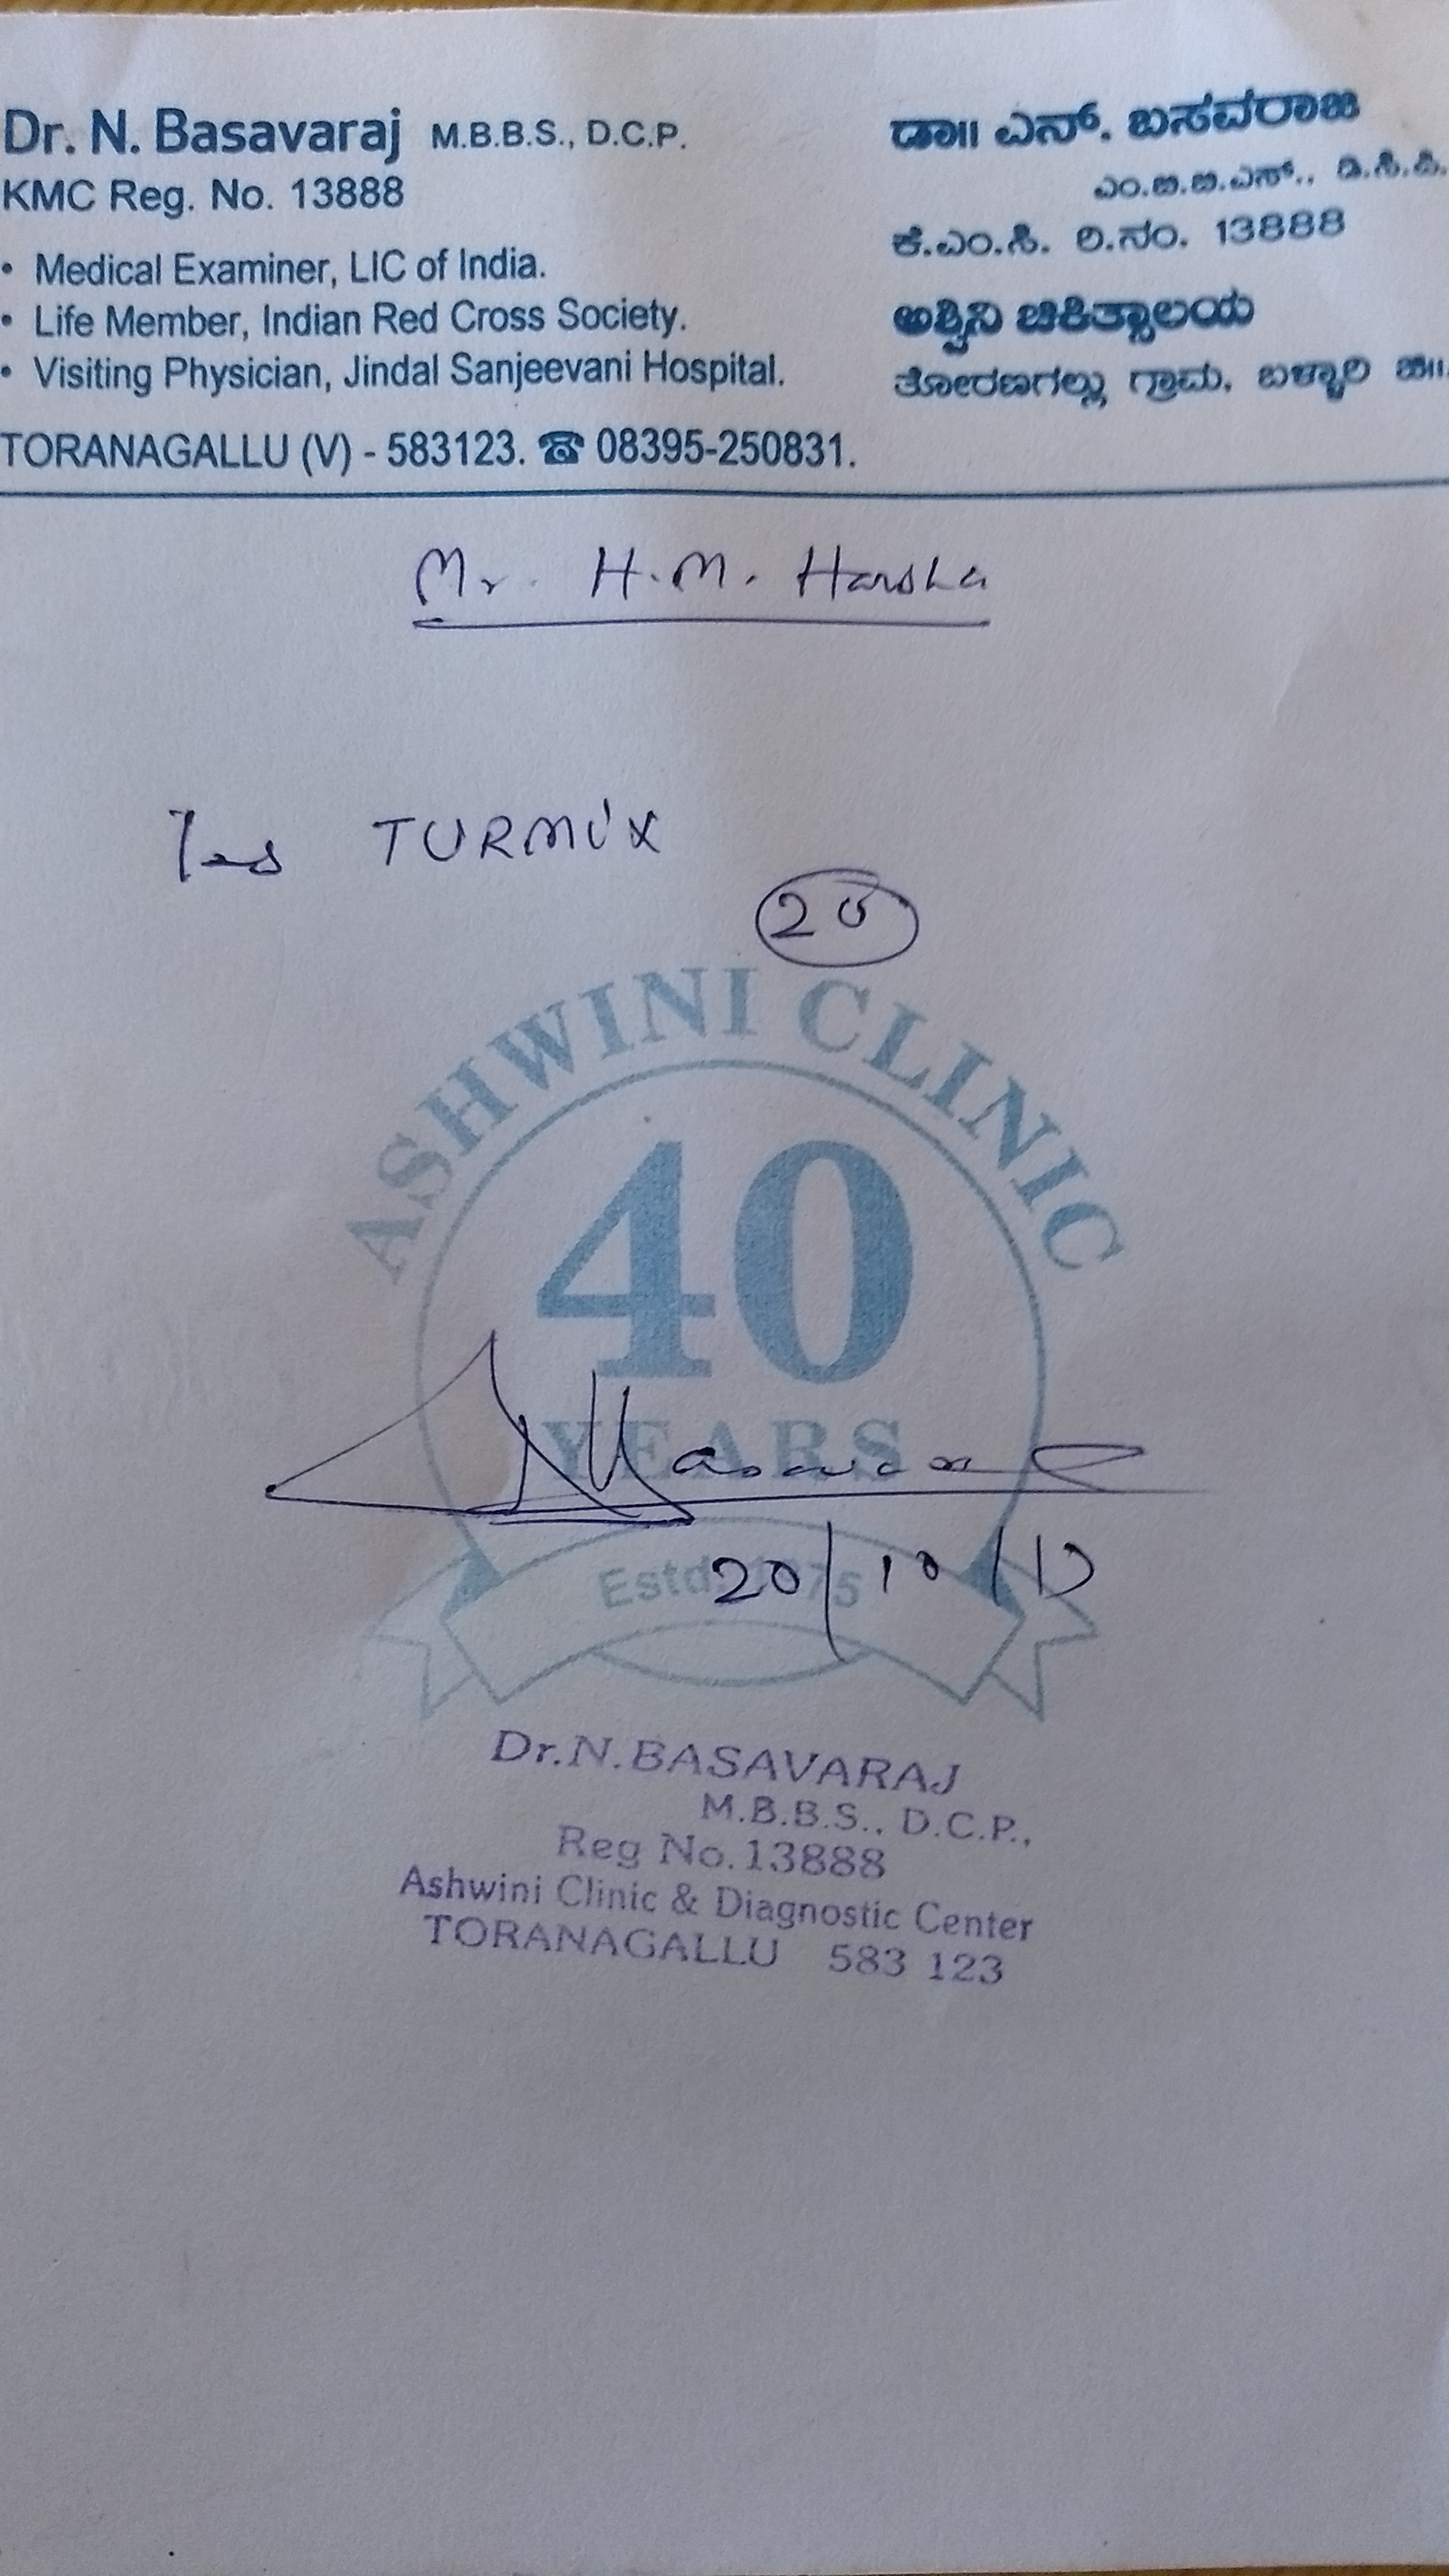 Dr. N. Basavaraj M.B.B.S., D.C.P.
KMC Reg. No. 13888
• Medical Examiner, LIC of India.
• Life Member, Indian Red Cross Society.
• Visiting Physician, Jindal Sanjeevani Hospital.
TORANAGALLU (V) - 583123. ☎ 08395-250831.
ಡಾ॥ ಎನ್. ಬಸವರಾಜ
ಎಂ.ಬಿ.ಬಿ.ಎಸ್., ಡಿ.ಸಿ.ಪಿ.
ಕೆ.ಎಂ.ಸಿ. ರಿ.ನಂ. 13888
ಅಶ್ವಿನಿ ಚಿಕಿತ್ಸಾಲಯ
ತೋರಣಗಲ್ಲು ಗ್ರಾಮ, ಬಳ್ಳಾರಿ ಜಿ॥.
Mr. H.M. Harsha
TURMIX
20
ASHWINI CLINIC
40
YEARS
Estd 1975
20/10/
Dr.N.BASAVARAJ
M.B.B.S., D.C.P.,
Reg No.13888
Ashwini Clinic & Diagnostic Center
TORANAGALLU 583 123